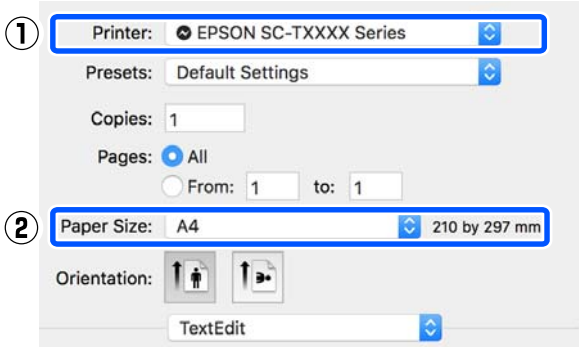 ① Printer: EPSON SC-TXXXX Series
Presets: Default Settings
Copies: 1
Pages: All
From: 1 to: 1
② Paper Size: A4 210 by 297 mm
Orientation:
TextEdit